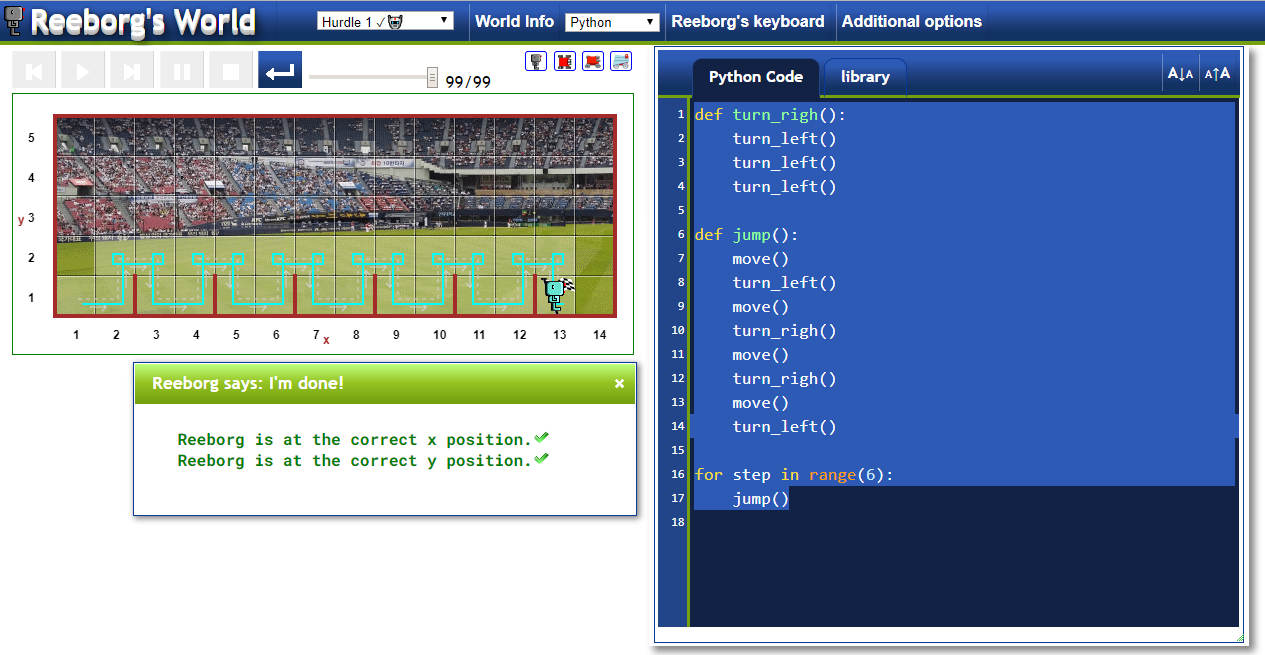 Reeborg's World
Hurdle 1 ✓
World Info
Python
Reeborg's keyboard
Additional options
99/99
5
4
y 3
2
1
1 2 3 4 5 6 7 8 9 10 11 12 13 14
x
Reeborg says: I'm done!
×
Reeborg is at the correct x position.
Reeborg is at the correct y position.
Python Code
library
A↓A A↑A
1 def turn_righ():
2     turn_left()
3     turn_left()
4     turn_left()
5
6 def jump():
7     move()
8     turn_left()
9     move()
10     turn_righ()
11     move()
12     turn_righ()
13     move()
14     turn_left()
15
16 for step in range(6):
17     jump()
18